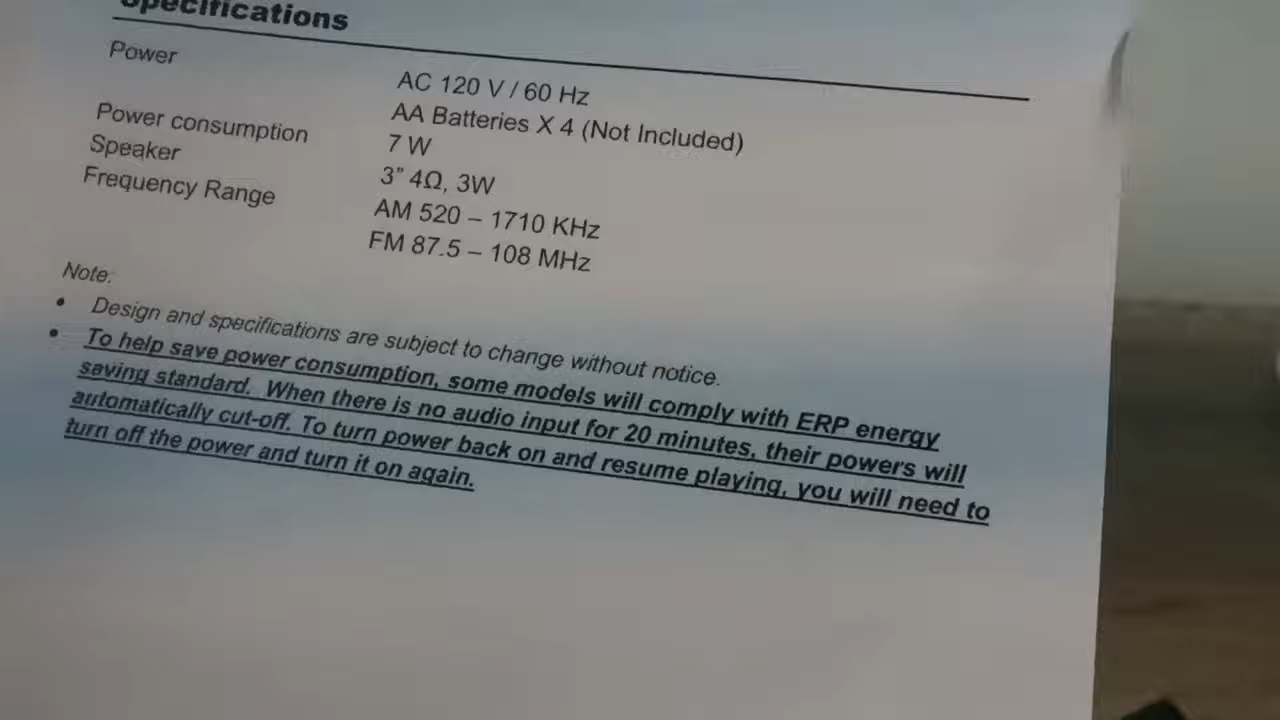 Specifications
Power
AC 120 V / 60 Hz
AA Batteries X 4 (Not Included)
Power consumption
7 W
Speaker
3” 4Ω, 3W
Frequency Range
AM 520 – 1710 KHz
FM 87.5 – 108 MHz
Note:
• Design and specifications are subject to change without notice.
• To help save power consumption, some models will comply with ERP energy
saving standard. When there is no audio input for 20 minutes, their powers will
automatically cut-off. To turn power back on and resume playing, you will need to
turn off the power and turn it on again.